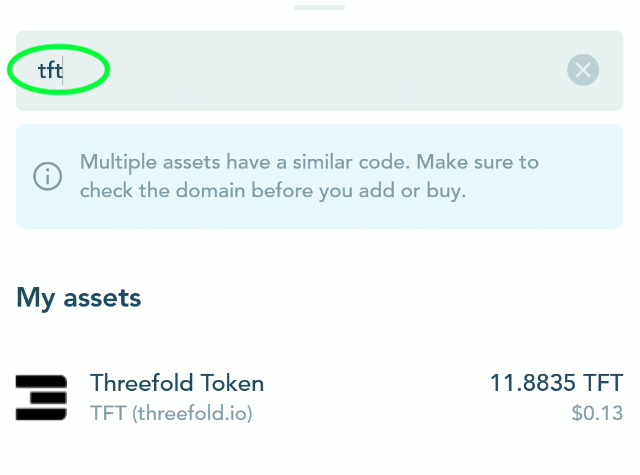 tft
Multiple assets have a similar code. Make sure to
check the domain before you add or buy.
My assets
Threefold Token 11.8835 TFT
TFT (threefold.io) $0.13